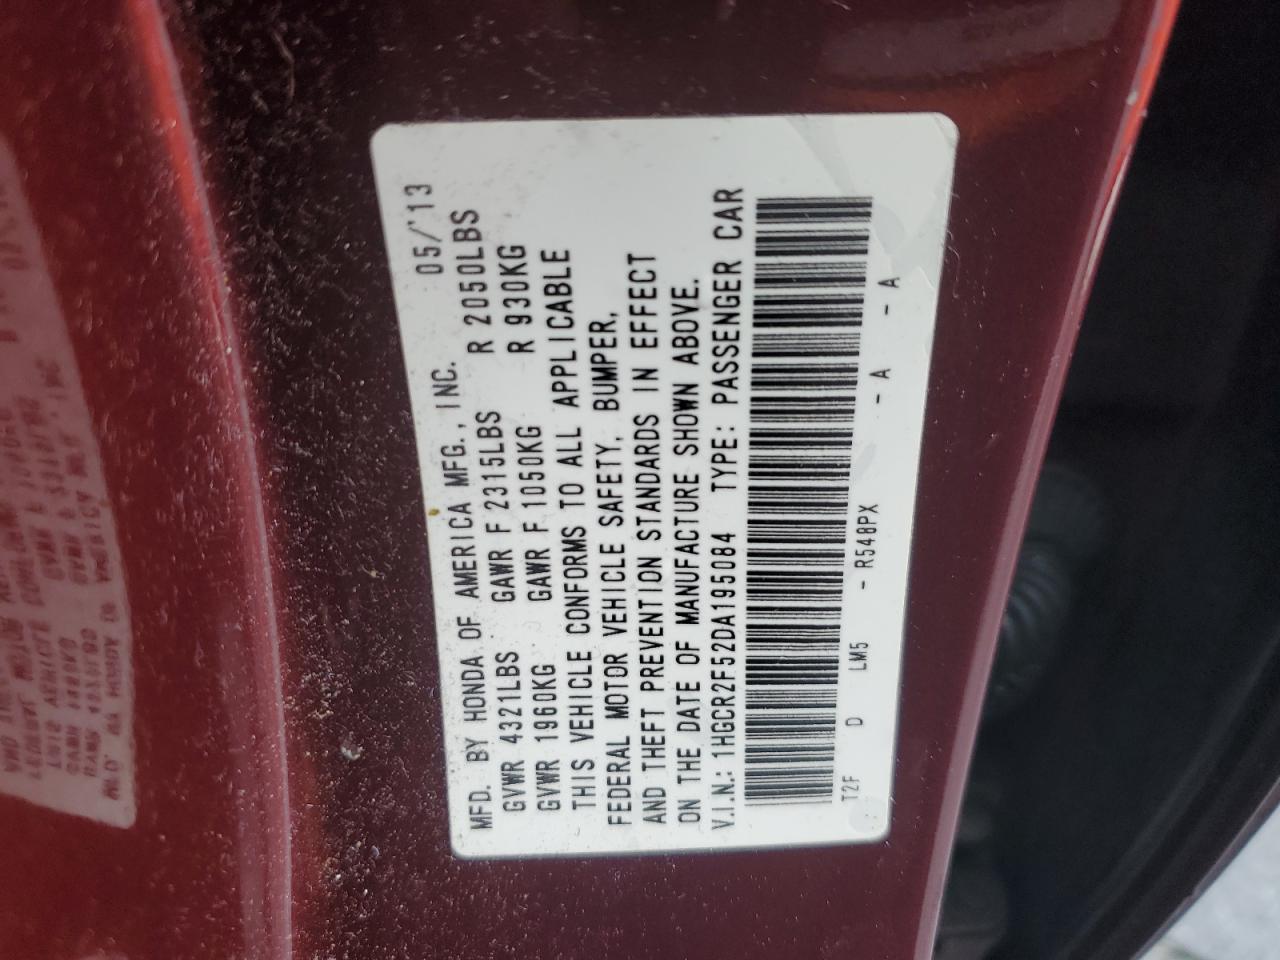 MFD. BY HONDA OF AMERICA MFG., INC. 05/'13
GVWR 4321LBS GAWR F 2315LBS R 2050LBS
GVWR 1960KG GAWR F 1050KG R 930KG
THIS VEHICLE CONFORMS TO ALL APPLICABLE
FEDERAL MOTOR VEHICLE SAFETY, BUMPER,
AND THEFT PREVENTION STANDARDS IN EFFECT
ON THE DATE OF MANUFACTURE SHOWN ABOVE.
V.I.N.: 1HGCR2F52DA195084 TYPE: PASSENGER CAR
T2F D LM5 - R548PX - A - A